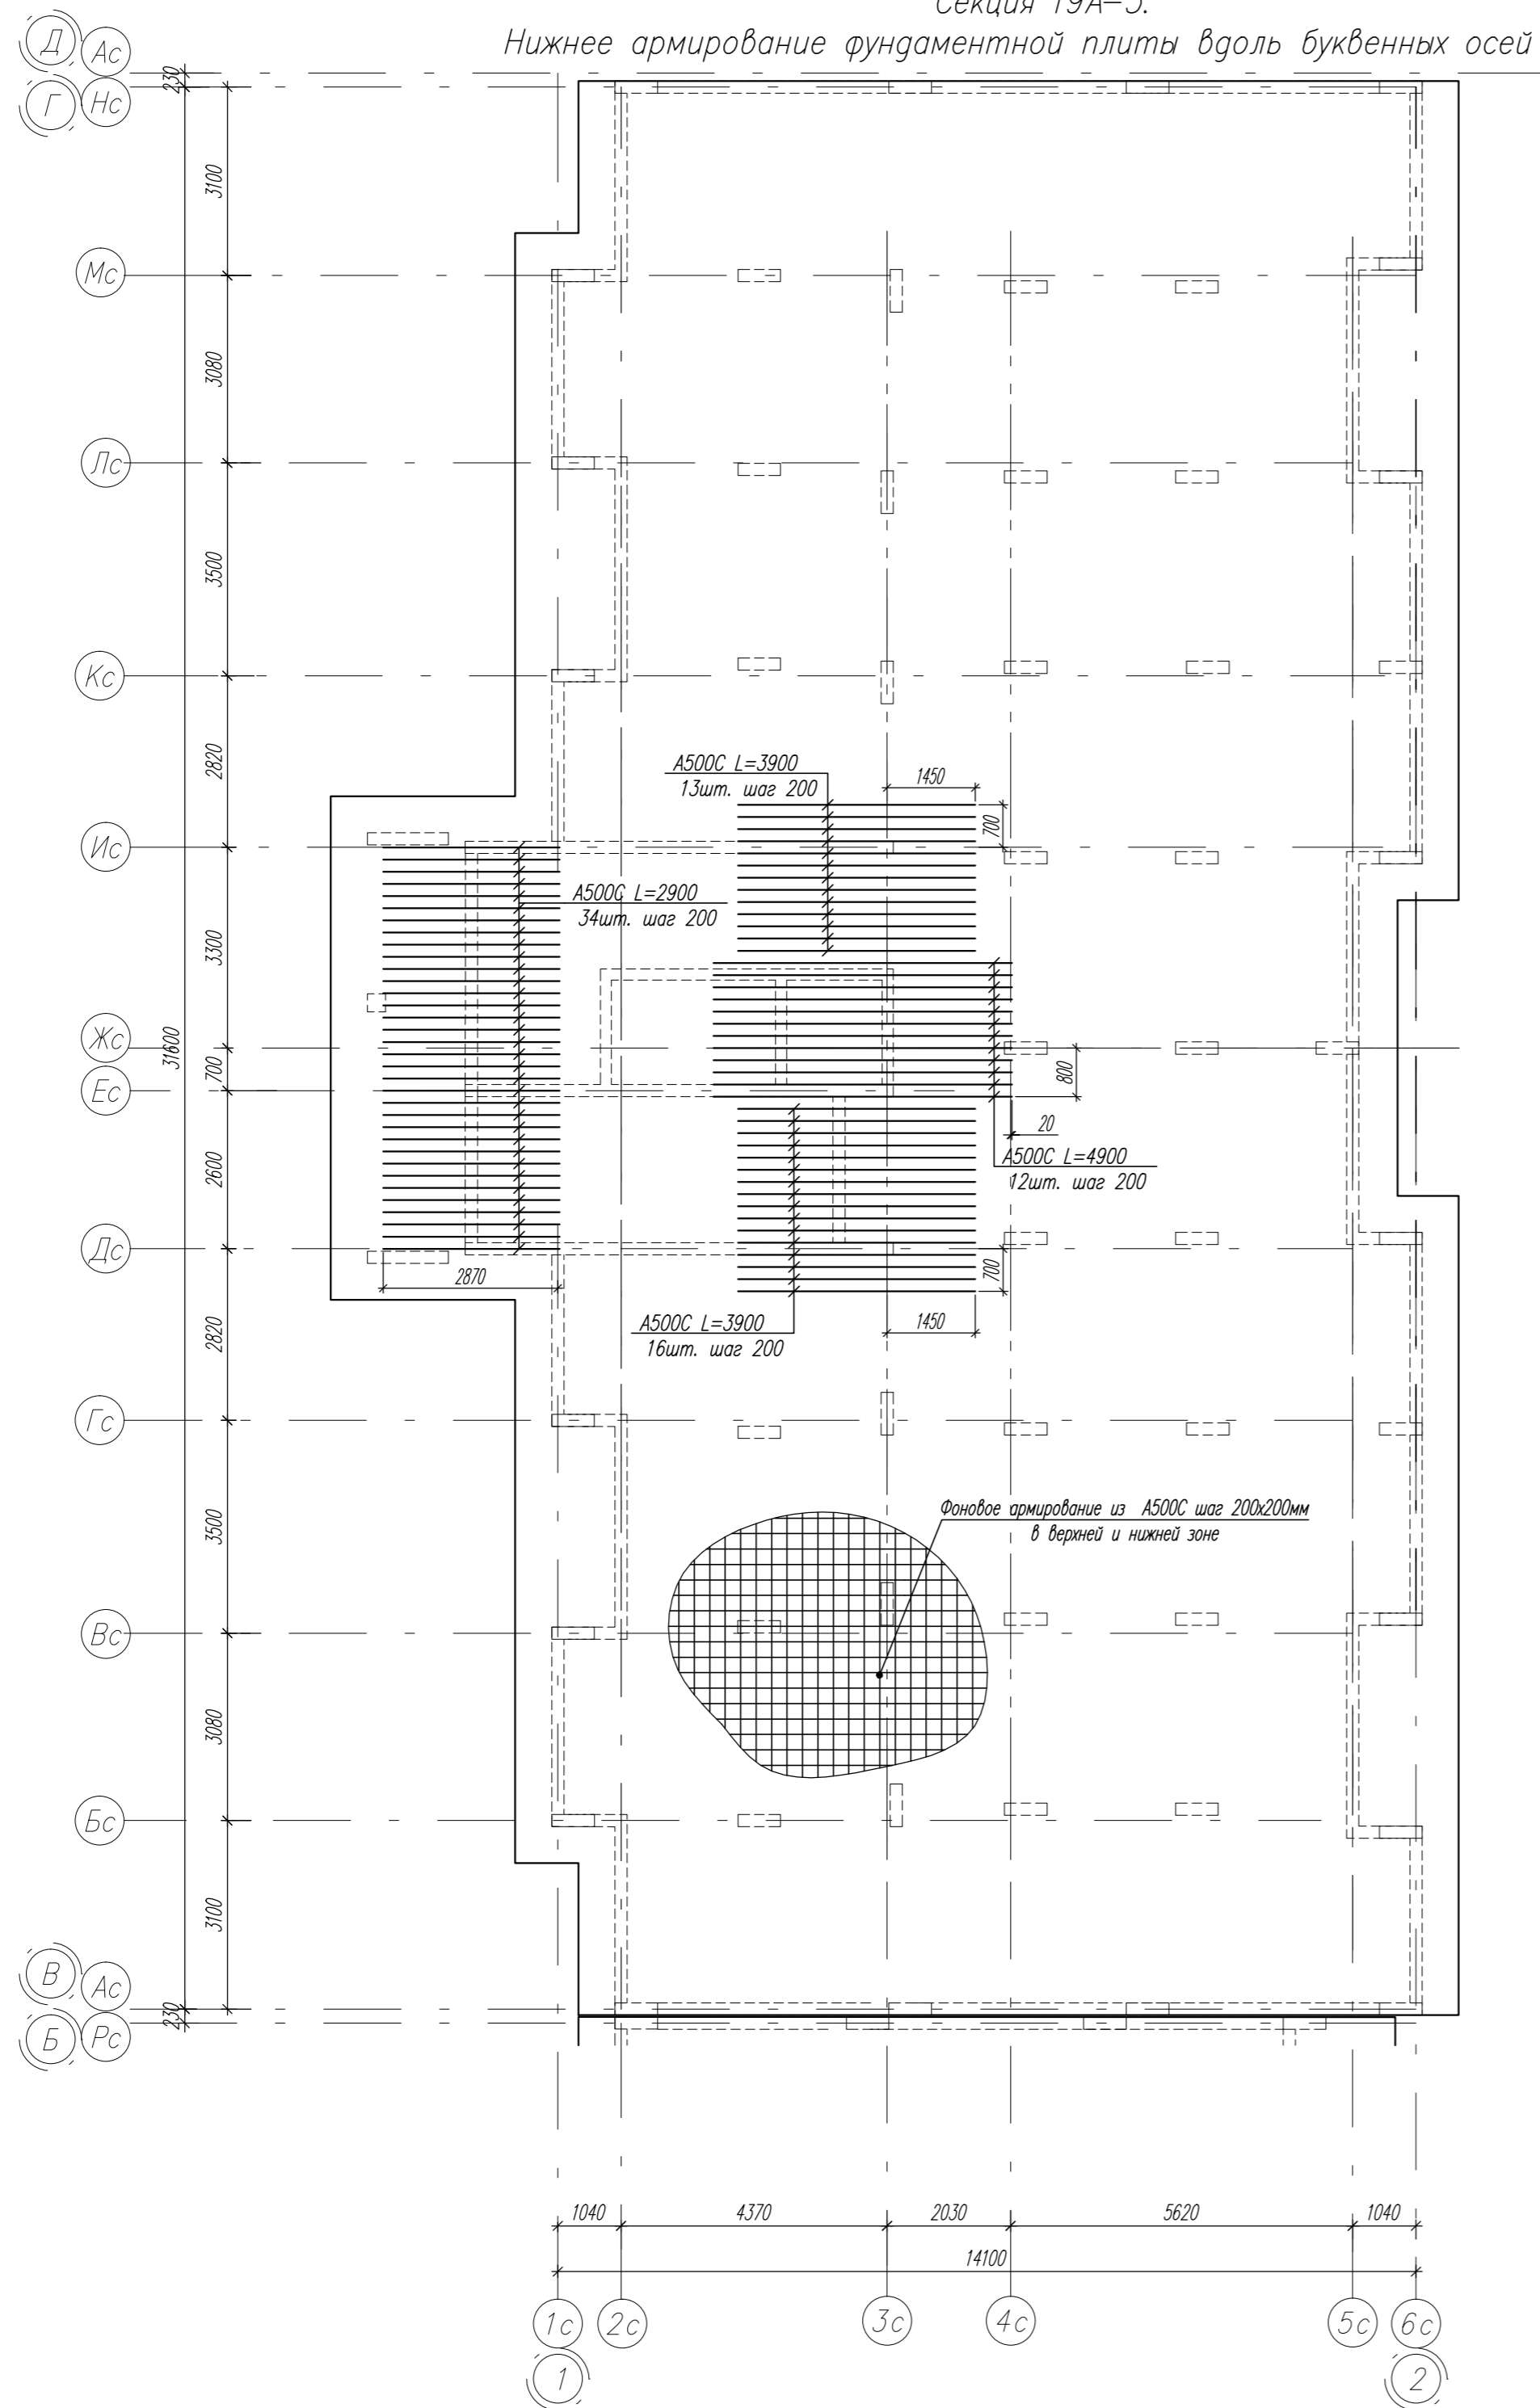 Секция 19А-5.
Нижнее армирование фундаментной плиты вдоль буквенных осей
Д
Ас
230
Г
Нс
3100
Мс
3080
Лс
3500
Кс
2820
А500С L=3900
13шт. шаг 200
1450
700
Ис
А500С L=2900
34шт. шаг 200
3300
31600
Жс
700
800
Ес
20
А500С L=4900
12шт. шаг 200
2600
Дс
700
2870
А500С L=3900
16шт. шаг 200
1450
2820
Гс
Фоновое армирование из А500С шаг 200х200мм
в верхней и нижней зоне
3500
Вс
3080
Бс
3100
В
Ас
230
Б
Рс
1040
4370
2030
5620
1040
14100
1с
2с
3с
4с
5с
6с
1
2